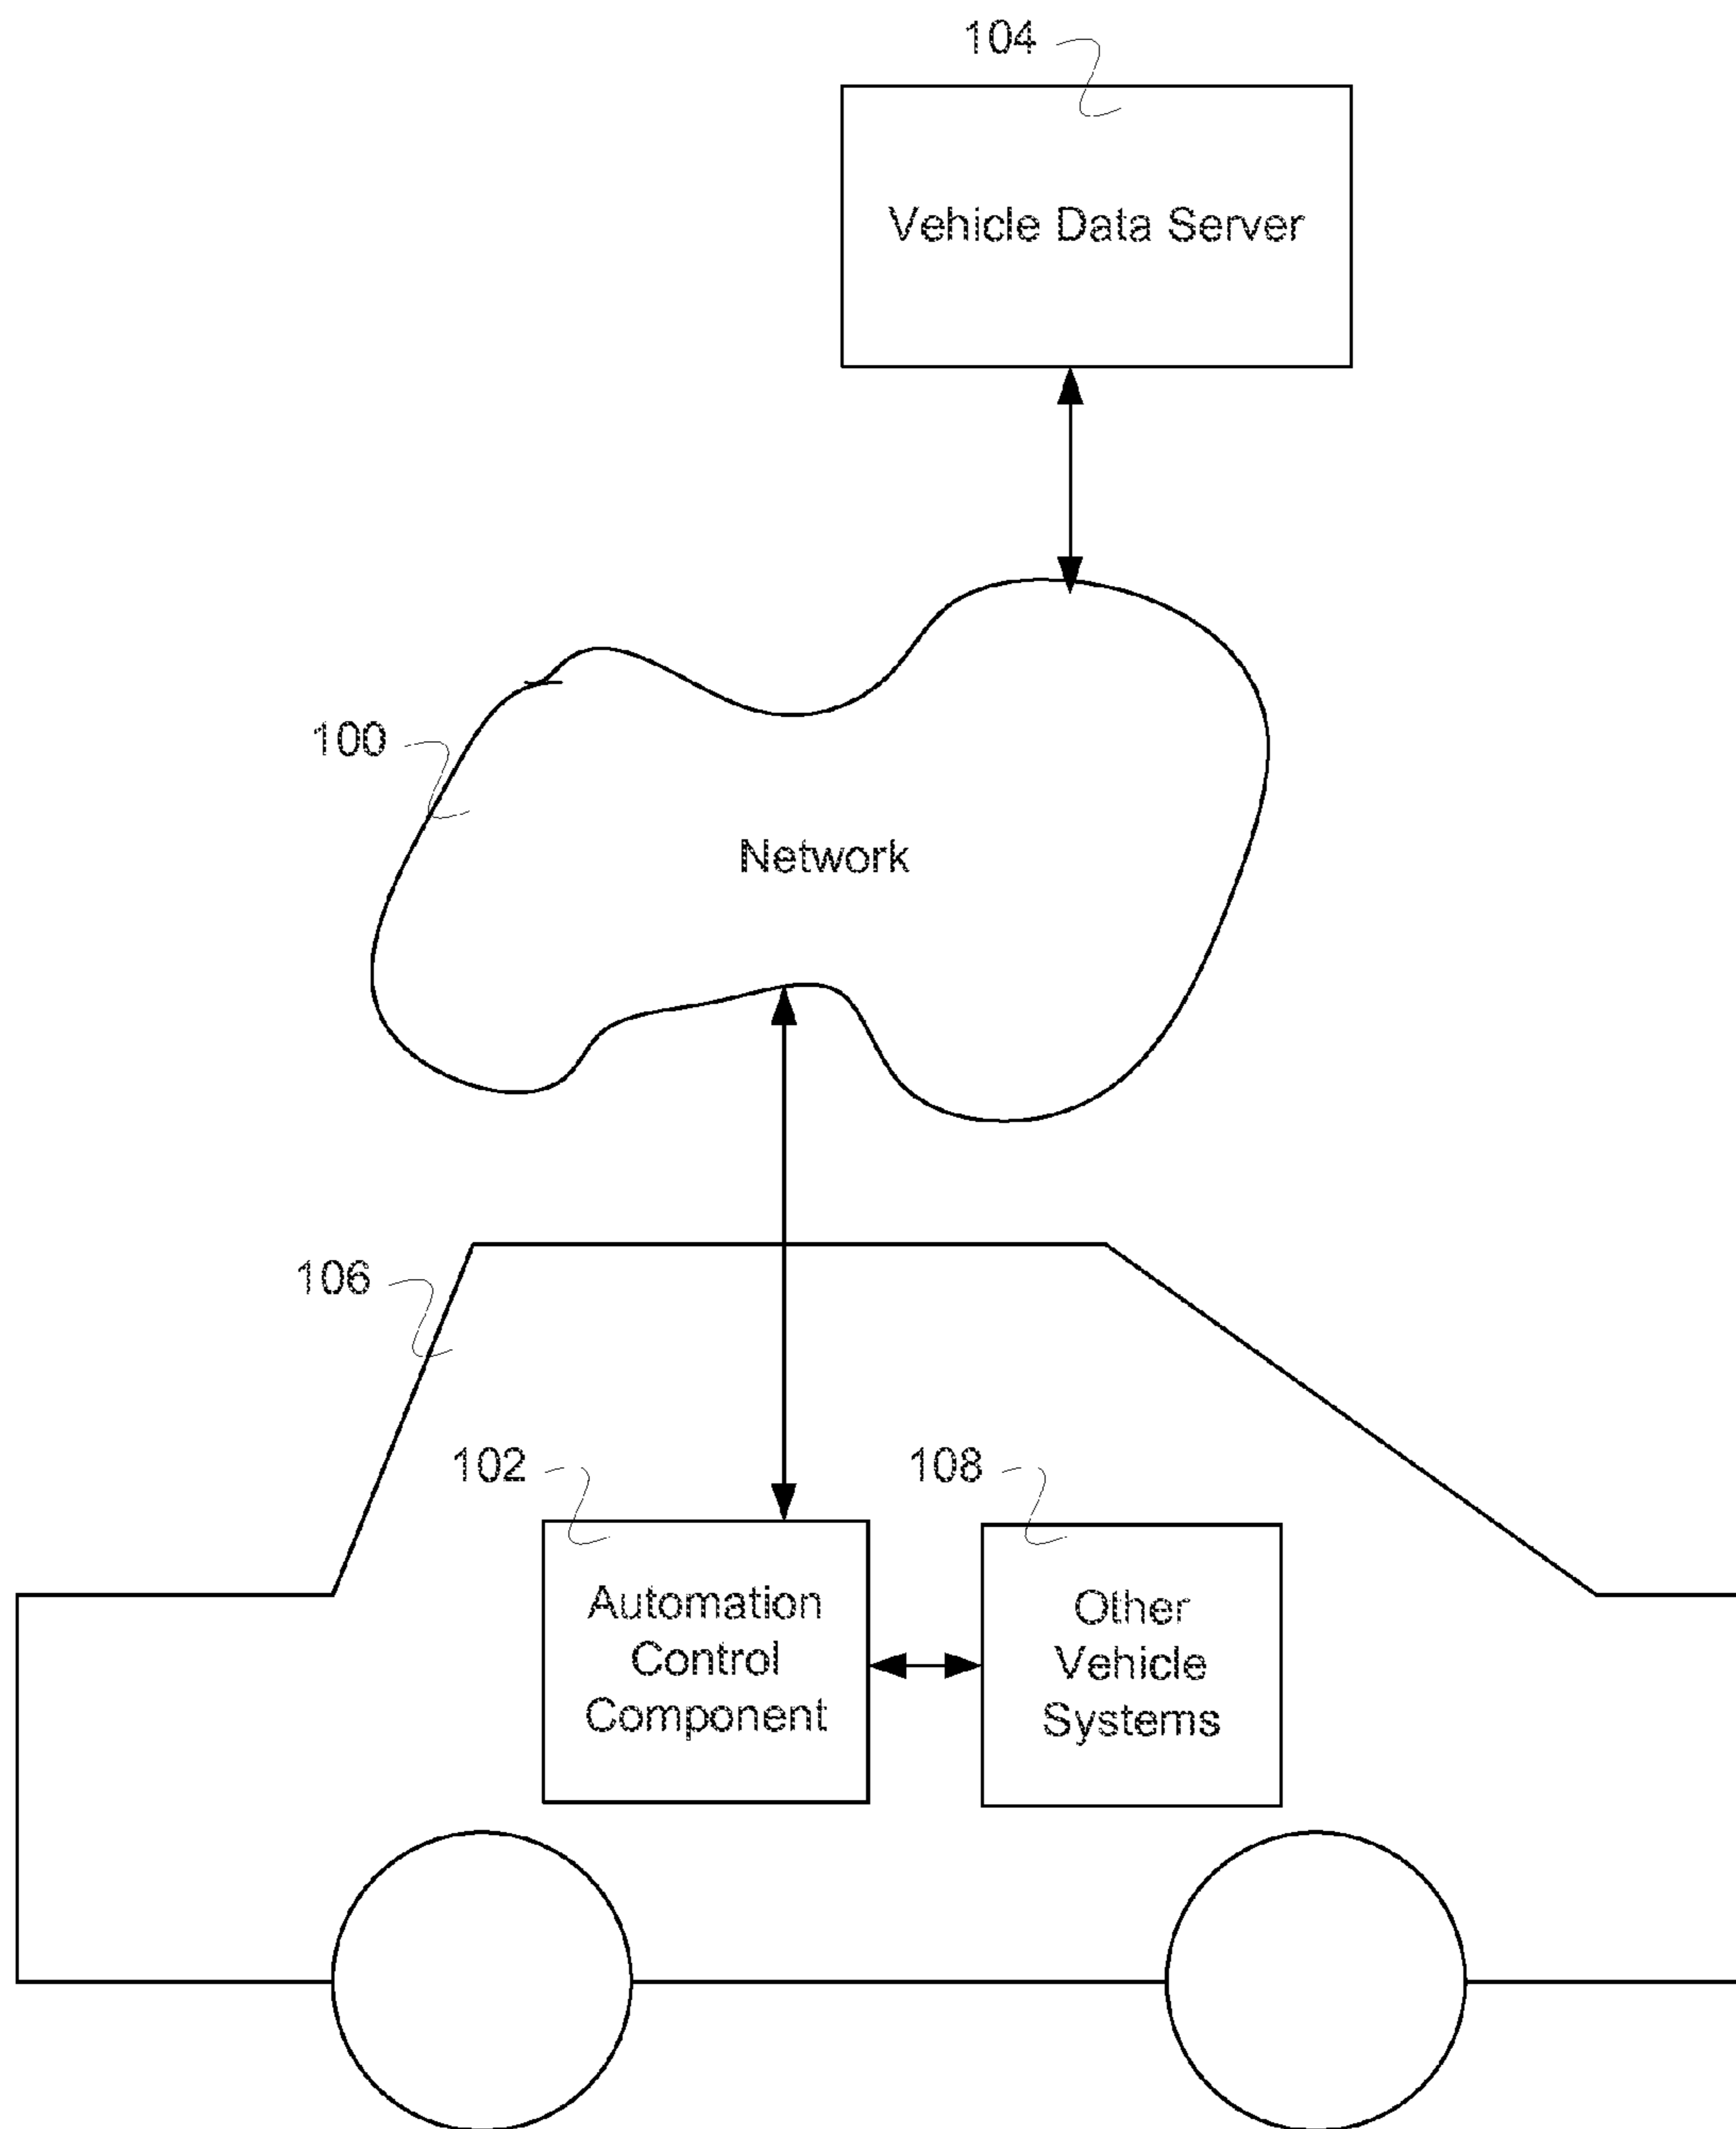 104
Vehicle Data Server
100
Network
106
102
108
Automation
Control
Component
Other
Vehicle
Systems